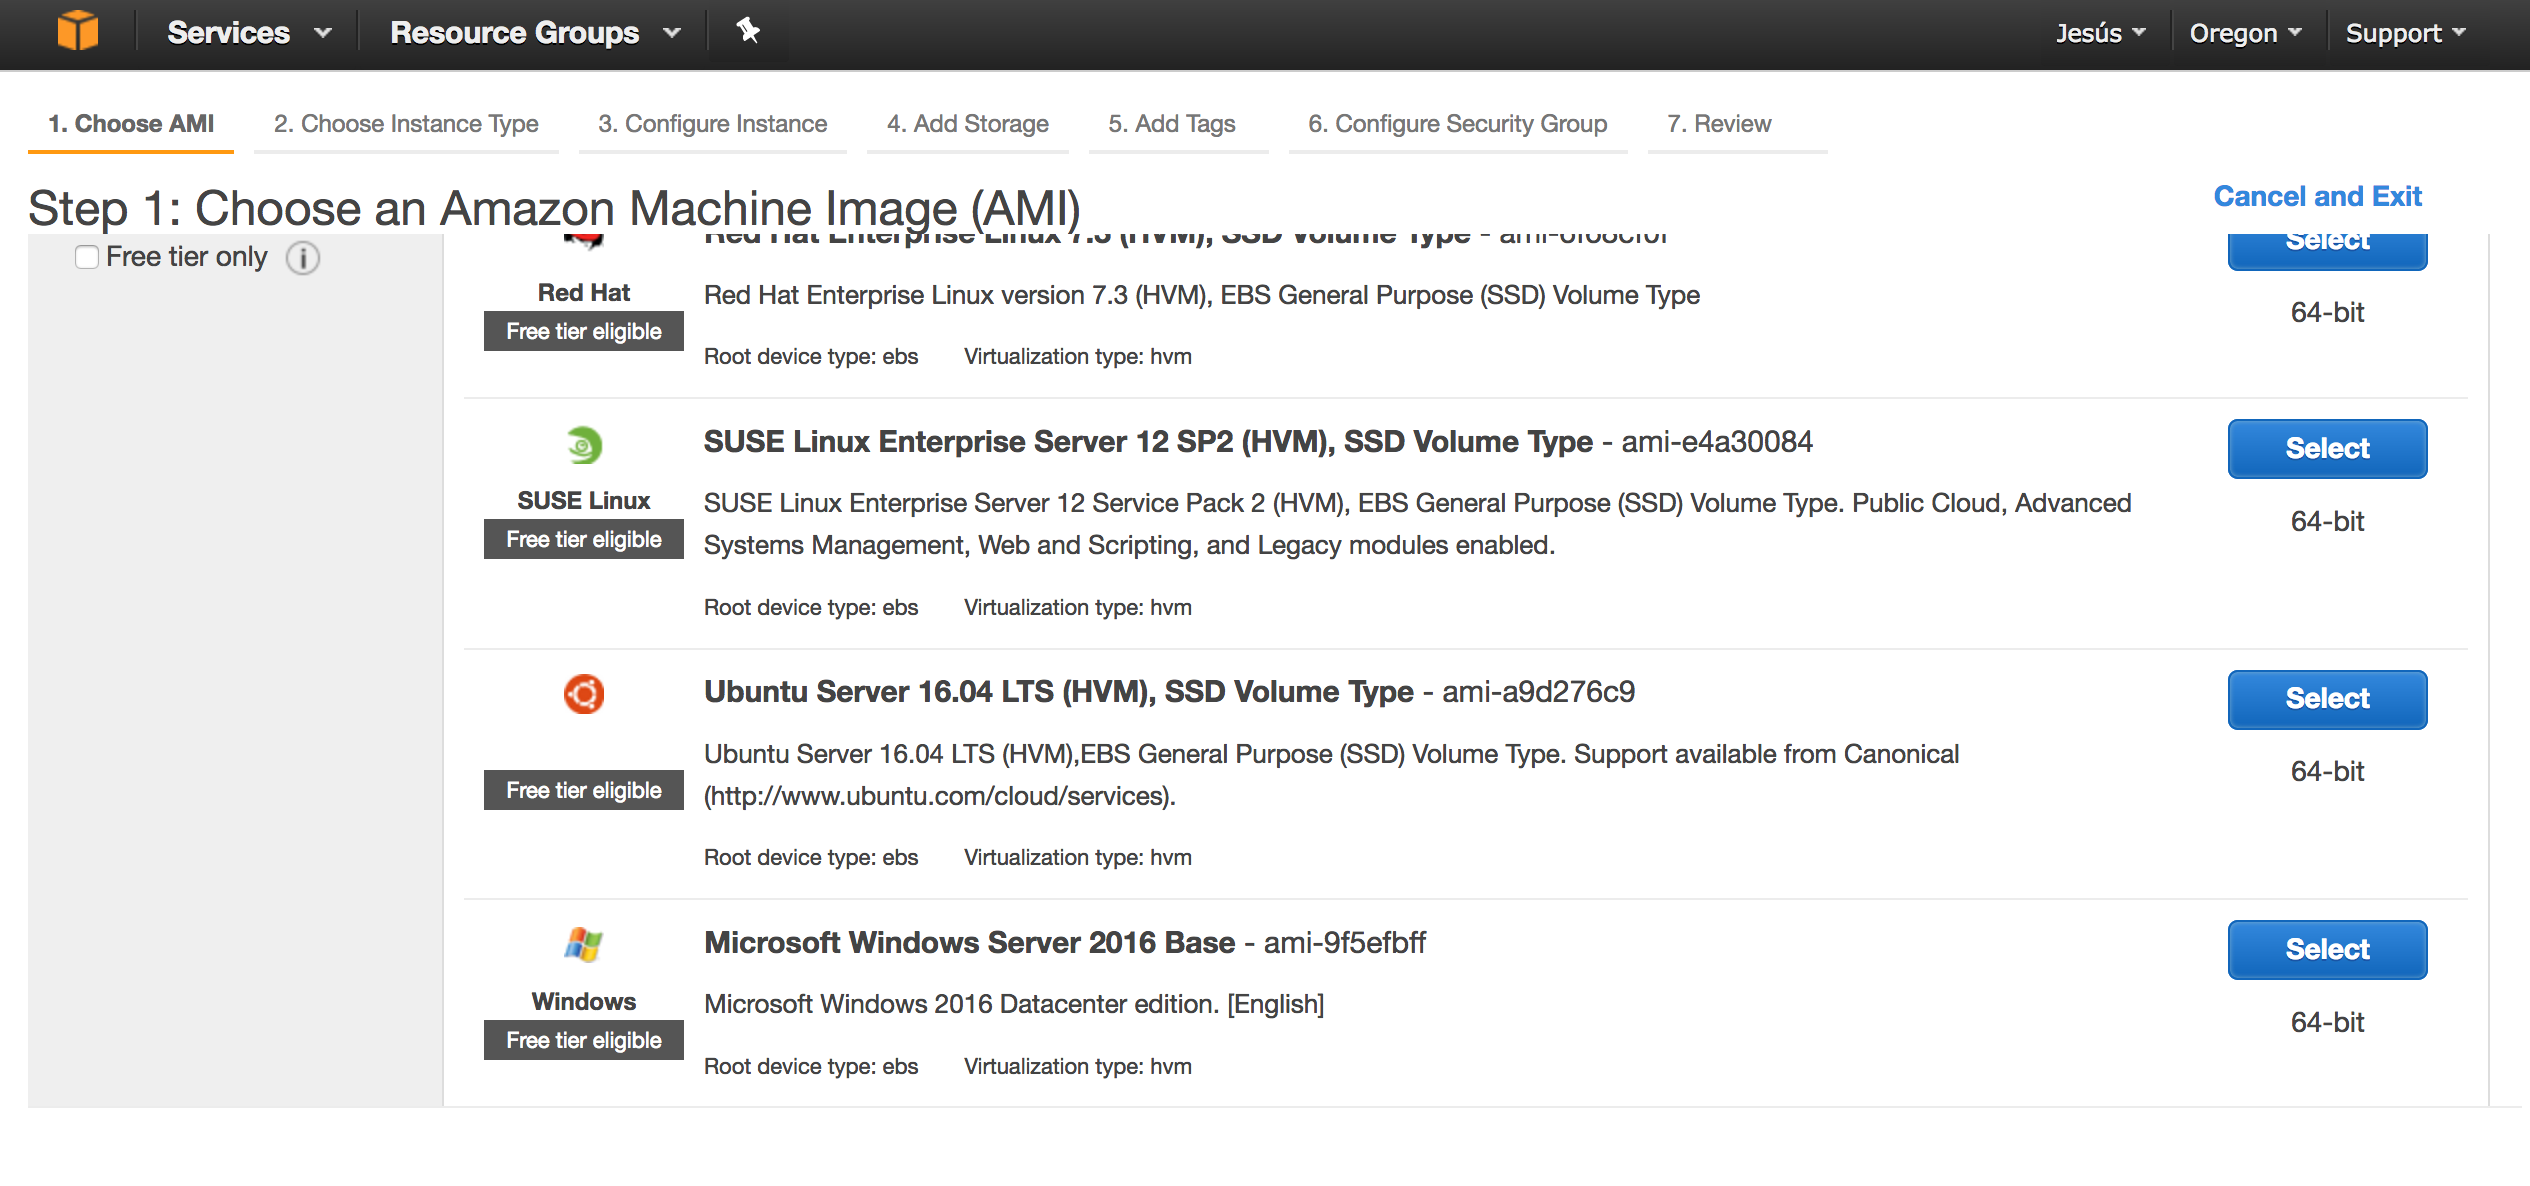 Services Resource Groups Jesús Oregon Support
1. Choose AMI 2. Choose Instance Type 3. Configure Instance 4. Add Storage 5. Add Tags 6. Configure Security Group 7. Review
Step 1: Choose an Amazon Machine Image (AMI)
Cancel and Exit
Free tier only
Red Hat Enterprise Linux 7.3 (HVM), SSD Volume Type -
Select
Red Hat
Free tier eligible
Red Hat Enterprise Linux version 7.3 (HVM), EBS General Purpose (SSD) Volume Type
Root device type: ebs Virtualization type: hvm
64-bit
SUSE Linux
Free tier eligible
SUSE Linux Enterprise Server 12 SP2 (HVM), SSD Volume Type - ami-e4a30084
SUSE Linux Enterprise Server 12 Service Pack 2 (HVM), EBS General Purpose (SSD) Volume Type. Public Cloud, Advanced
Systems Management, Web and Scripting, and Legacy modules enabled.
Root device type: ebs Virtualization type: hvm
Select
64-bit
Free tier eligible
Ubuntu Server 16.04 LTS (HVM), SSD Volume Type - ami-a9d276c9
Ubuntu Server 16.04 LTS (HVM),EBS General Purpose (SSD) Volume Type. Support available from Canonical
(http://www.ubuntu.com/cloud/services).
Root device type: ebs Virtualization type: hvm
Select
64-bit
Windows
Free tier eligible
Microsoft Windows Server 2016 Base - ami-9f5efbff
Microsoft Windows 2016 Datacenter edition. [English]
Root device type: ebs Virtualization type: hvm
Select
64-bit